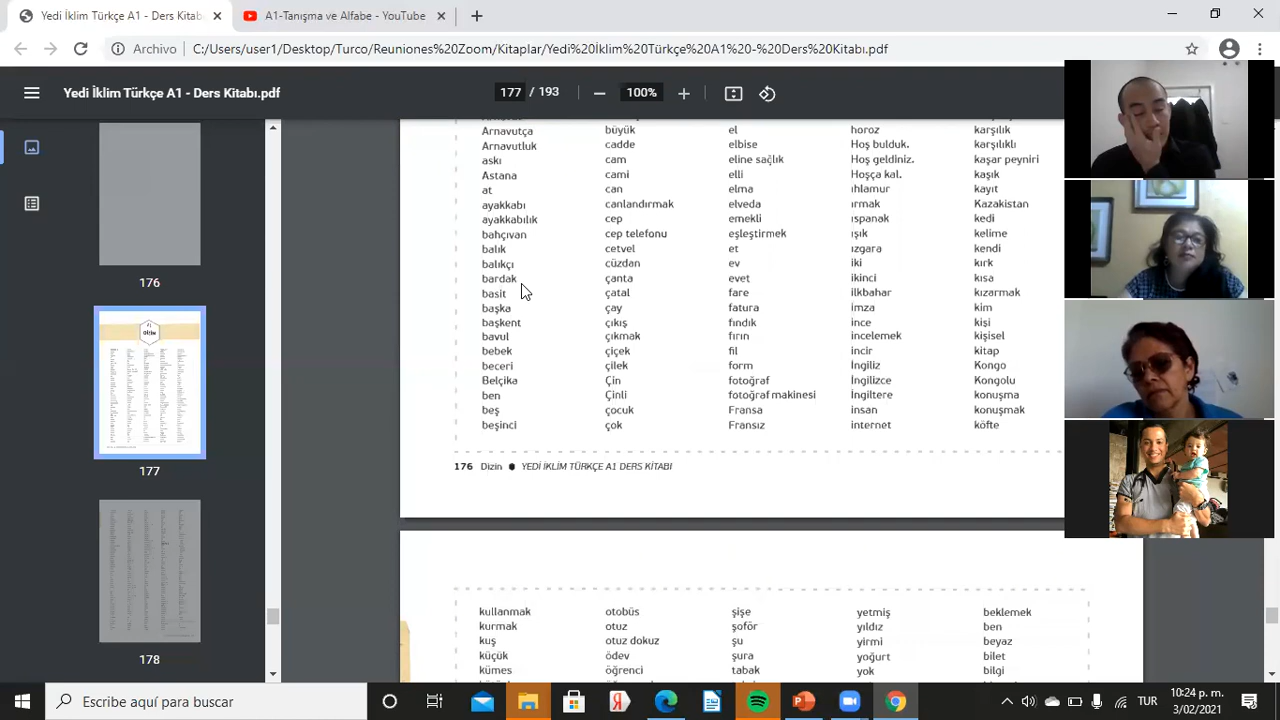 Yedi İklim Türkçe A1 - Ders Kitab
A1-Tanışma ve Alfabe - YouTube
Archivo
C:/Users/user1/Desktop/Turco/Reuniones%20Zoom/Kitaplar/Yedi%20İklim%20Türkçe%20A1%20-%20Ders%20Kitabı.pdf
Yedi İklim Türkçe A1 - Ders Kitabı.pdf
177 / 193
100%
176
177
178
Arnavutça
Arnavutluk
askı
Astana
at
ayakkabı
ayakkabılık
bahçıvan
balık
balıkçı
bardak
basit
başka
başkent
bavul
bebek
beceri
Belçika
ben
beş
beşinci
büyük
cadde
cam
cami
can
canlandırmak
cep
cep telefonu
cetvel
cüzdan
çanta
çatal
çay
çıkış
çıkmak
çiçek
çilek
Çin
Çinli
çocuk
çok
el
elbise
eline sağlık
elli
elma
elveda
emekli
eşleştirmek
et
ev
evet
fare
fatura
fındık
fırın
fil
form
fotoğraf
fotoğraf makinesi
Fransa
Fransız
horoz
Hoş bulduk.
Hoş geldiniz.
Hoşça kal.
ıhlamur
ırmak
ıspanak
ışık
ızgara
iki
ikinci
ilkbahar
imza
ince
incelemek
incir
İngiliz
İngilizce
İngiltere
insan
internet
karşılık
karşılıklı
kaşar peyniri
kaşık
kayıt
Kazakistan
kedi
kelime
kendi
kırk
kısa
kızarmak
kim
kişi
kişisel
kitap
Kongo
Kongolu
konuşma
konuşmak
köfte
176 Dizin YEDİ İKLİM TÜRKÇE A1 DERS KİTABI
kullanmak
kurmak
kuş
küçük
kümes
otobüs
otuz
otuz dokuz
ödev
öğrenci
şişe
şoför
şu
şura
tabak
yetmiş
yıldız
yirmi
yoğurt
yok
beklemek
ben
beyaz
bilet
bilgi
Escribe aquí para buscar
TUR
10:24 p. m.
3/02/2021